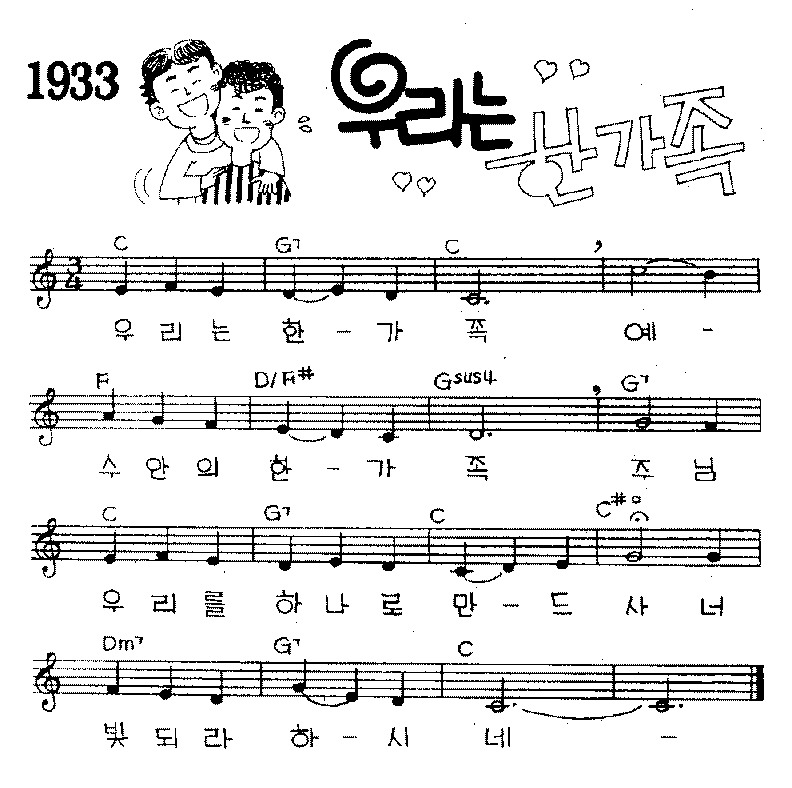 1933
우리는 한가족
C G7 C
3/4
우 리 는 한 - 가 족 예 -
F D/F# Gsus4 G7
수 안 의 한 - 가 족 주 님
C G7 C C#o
우 리 를 하 나 로 만 - 드 사 너
Dm7 G7 C
빛 되 라 하 - 시 네 -